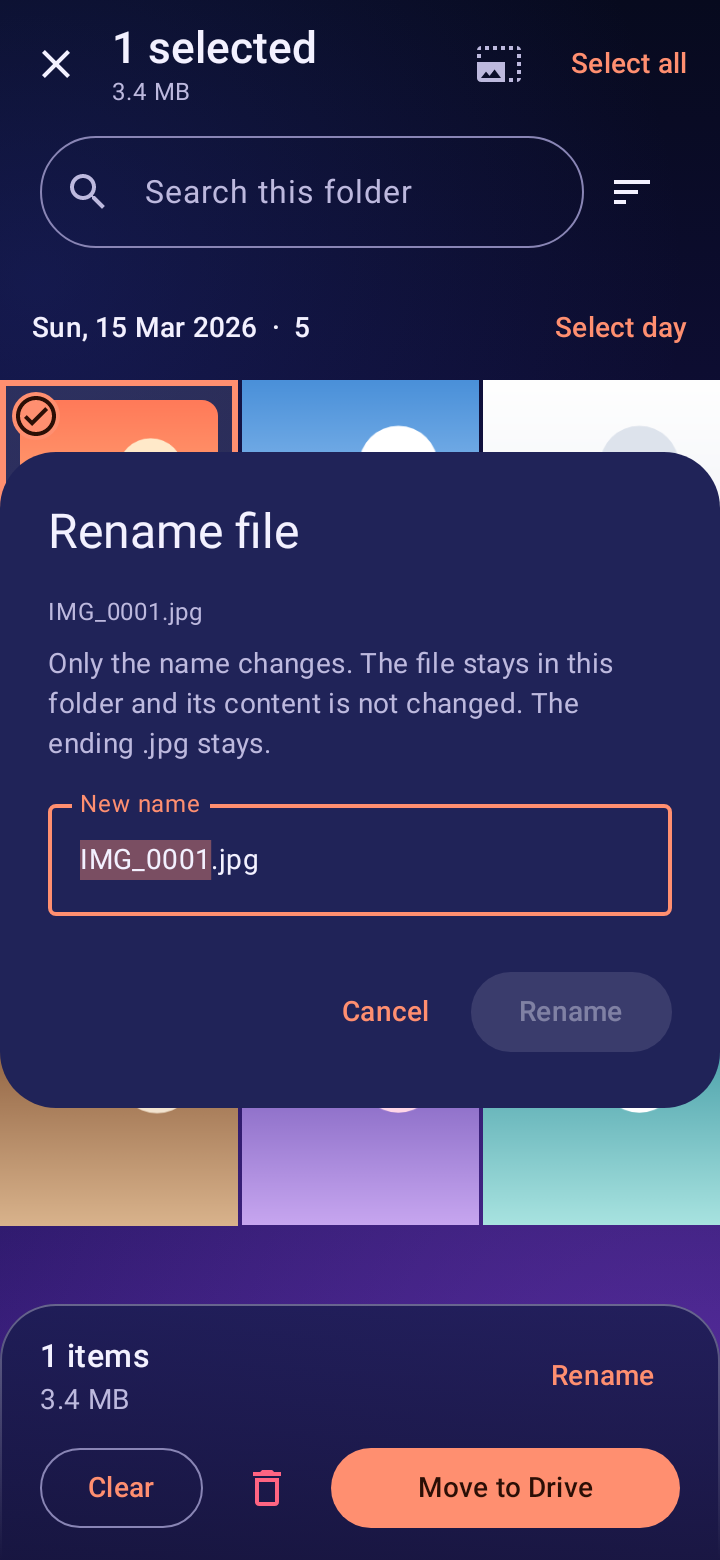 1 selected
3.4 MB
Select all
Search this folder
Sun, 15 Mar 2026 · 5
Select day
Rename file
IMG_0001.jpg
Only the name changes. The file stays in this
folder and its content is not changed. The
ending .jpg stays.
New name
IMG_0001.jpg
Cancel
Rename
1 items
3.4 MB
Rename
Clear
Move to Drive